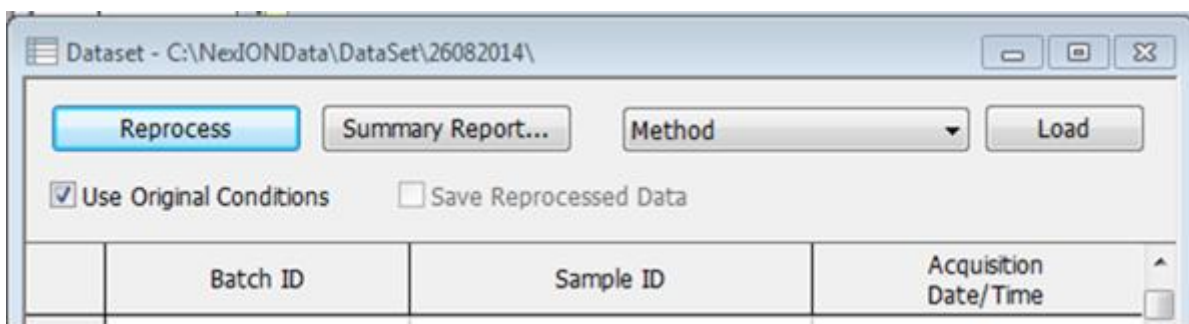 Dataset - C:\NexIONData\DataSet\26082014\
Reprocess Summary Report... Method Load
Use Original Conditions Save Reprocessed Data
Batch ID Sample ID Acquisition
Date/Time